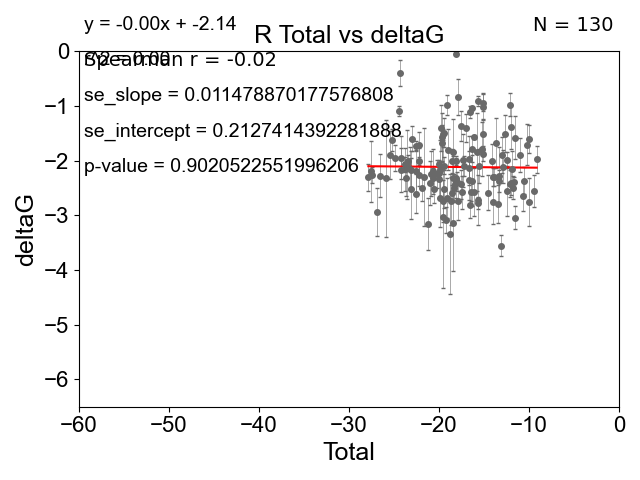 y = -0.00x + -2.14
N = 130
R Total vs deltaG
Spearman r = -0.02
se_slope = 0.011478870177576808
se_intercept = 0.2127414392281888
p-value = 0.9020522551996206
deltaG
0
−1
−2
−3
−4
−5
−6
−60
−50
−40
−30
−20
−10
0
Total